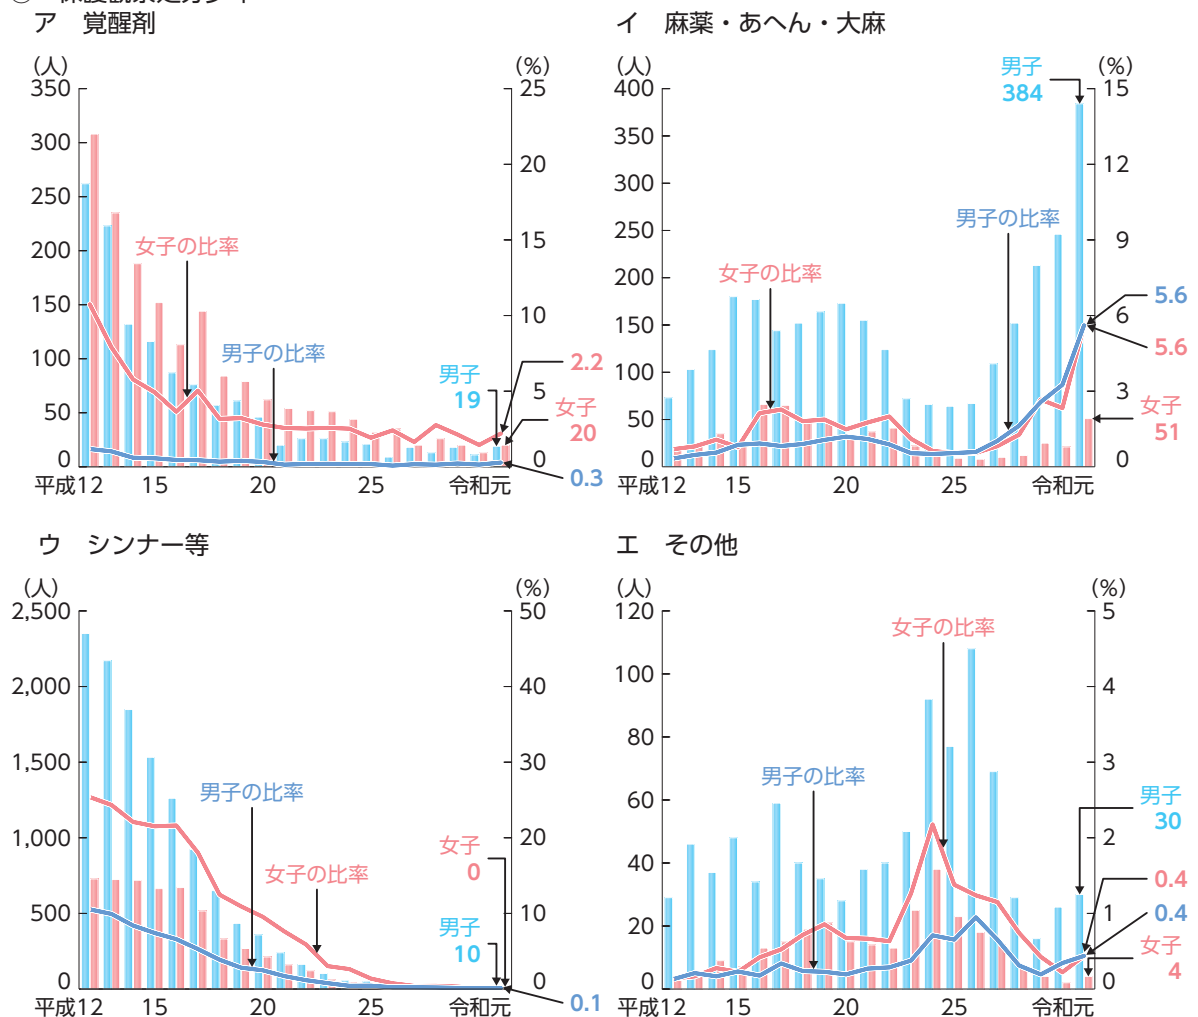 ア 覚醒剤
(人)
(%)
350
300
250
200
150
100
50
0
25
20
15
10
5
0
女子の比率
男子の比率
男子
19
2.2
女子
20
0.3
平成12
15
20
25
令和元
イ 麻薬・あへん・大麻
(人)
(%)
400
350
300
250
200
150
100
50
0
15
12
9
6
3
0
男子
384
男子の比率
女子の比率
5.6
5.6
女子
51
平成12
15
20
25
令和元
ウ シンナー等
(人)
(%)
2,500
2,000
1,500
1,000
500
0
50
40
30
20
10
0
男子の比率
女子の比率
女子
0
男子
10
0.1
平成12
15
20
25
令和元
エ その他
(人)
(%)
120
100
80
60
40
20
0
5
4
3
2
1
0
女子の比率
男子の比率
男子
30
0.4
0.4
女子
4
平成12
15
20
25
令和元